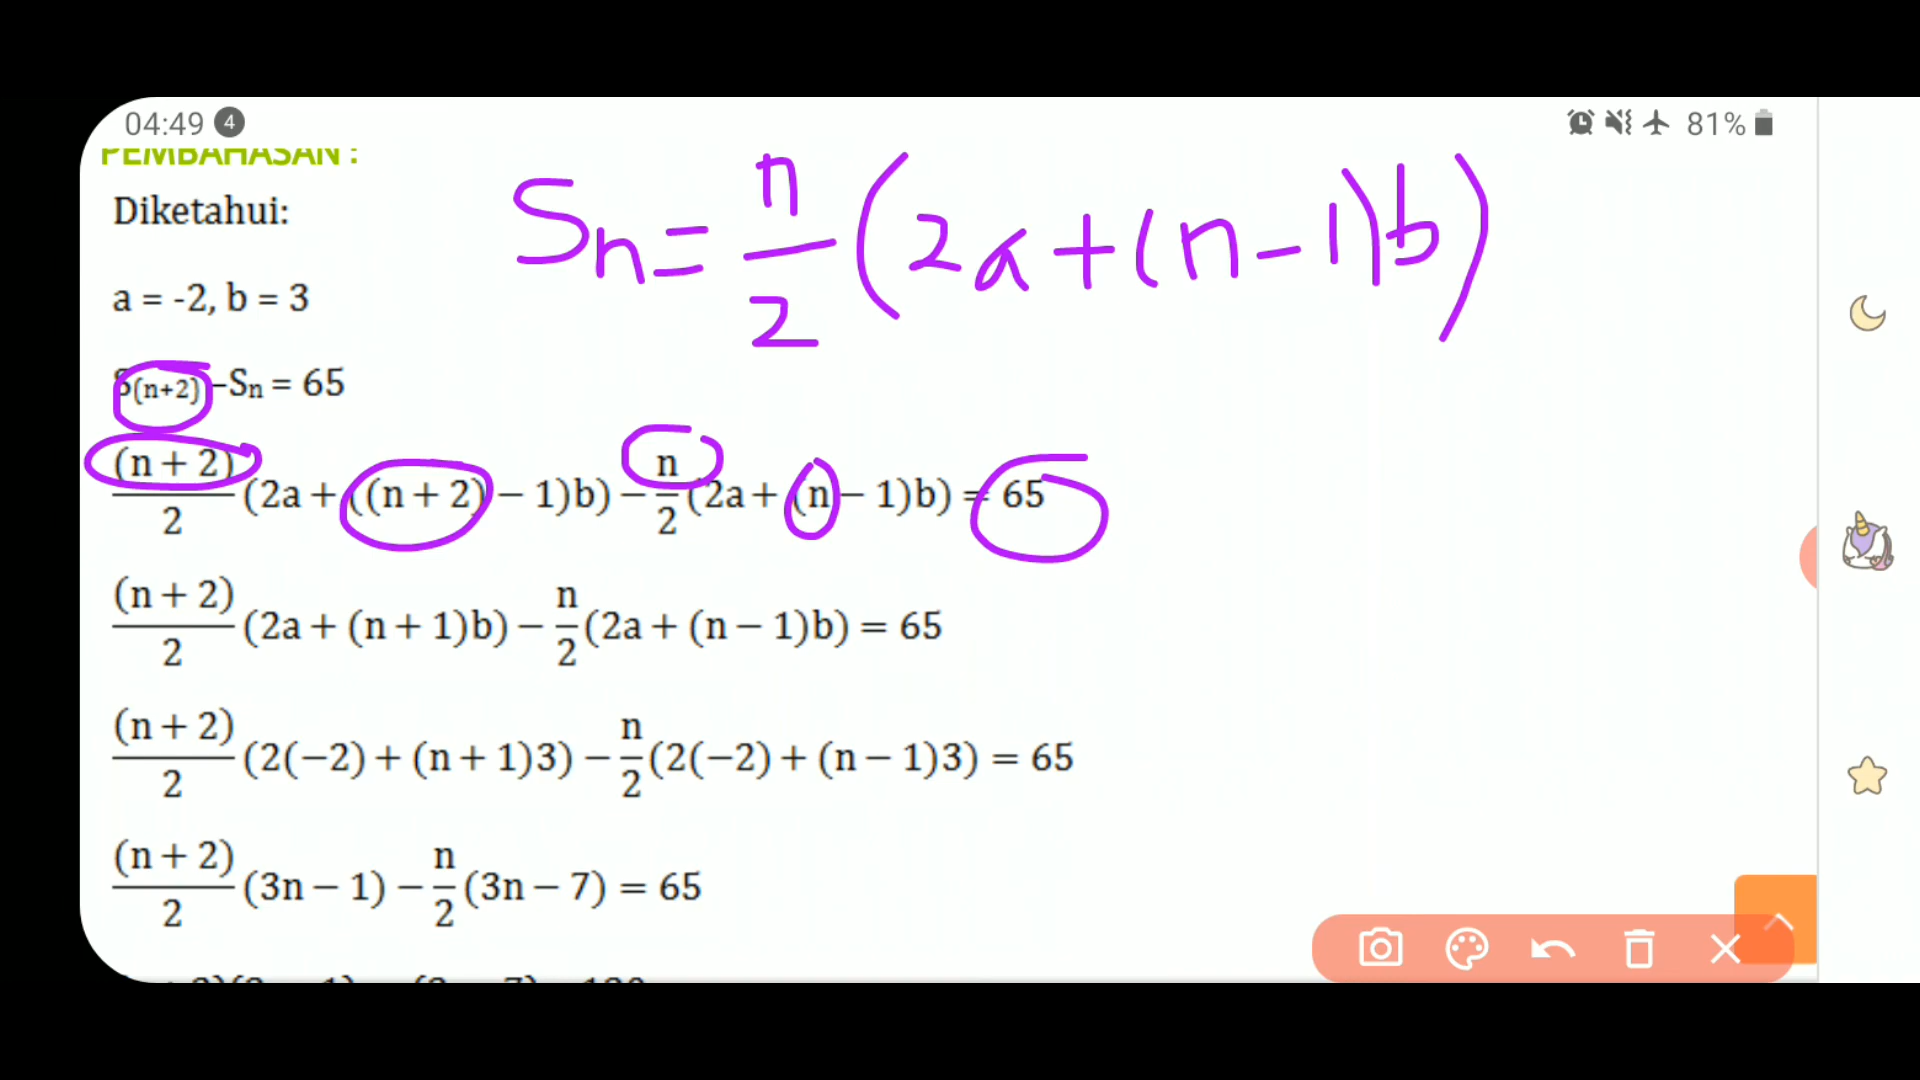 04:49 4 81%
PEMBAHASAN :
Sn = n/2 (2a + (n - 1)b)
Diketahui:
a = -2, b = 3
S(n+2) -Sn = 65
(n + 2)/2 (2a + ((n + 2) - 1)b) - n/2 (2a + (n - 1)b) = 65
(n + 2)/2 (2a + (n + 1)b) - n/2 (2a + (n - 1)b) = 65
(n + 2)/2 (2(-2) + (n + 1)3) - n/2 (2(-2) + (n - 1)3) = 65
(n + 2)/2 (3n - 1) - n/2 (3n - 7) = 65